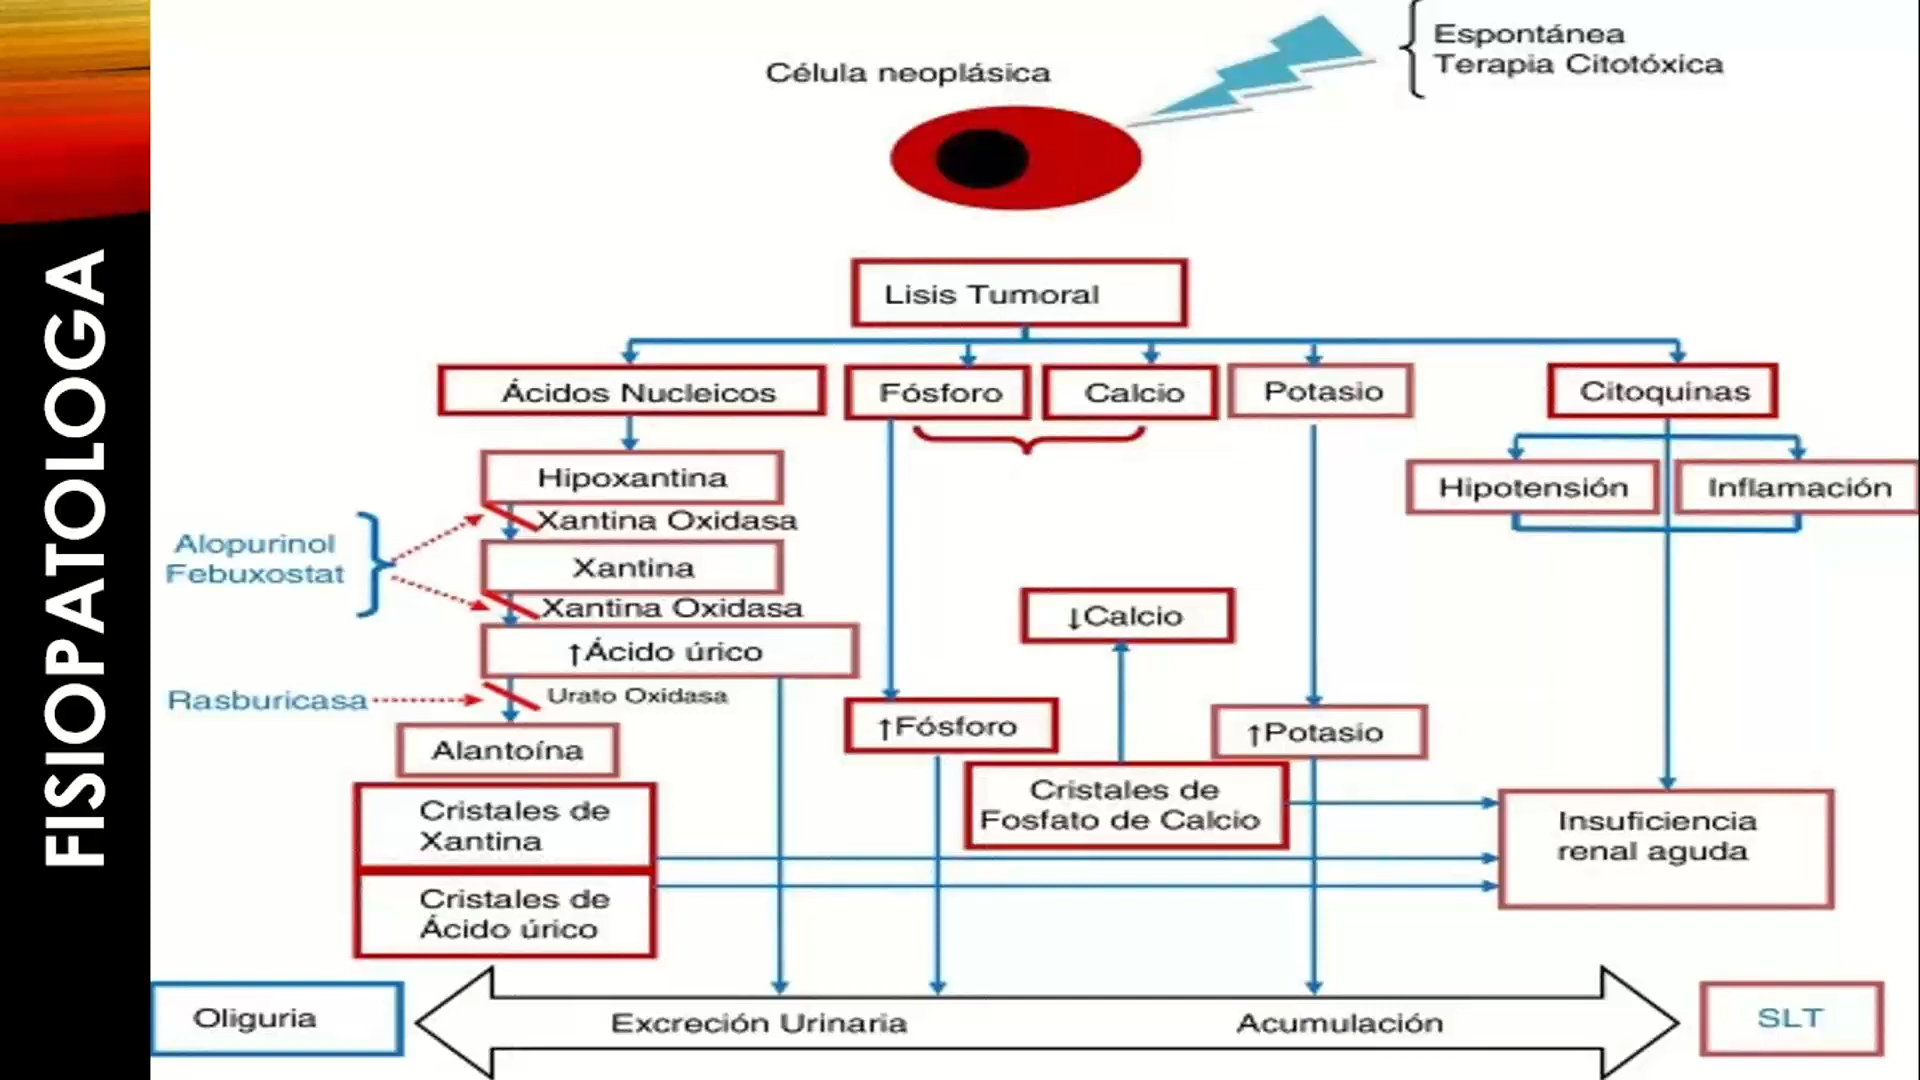 FISIOPATOLOGA
Célula neoplásica
Espontánea
Terapia Citotóxica
Lisis Tumoral
Ácidos Nucleicos
Fósforo
Calcio
Potasio
Citoquinas
Hipoxantina
Hipotensión
Inflamación
Xantina Oxidasa
Alopurinol
Febuxostat
Xantina
Xantina Oxidasa
↓Calcio
↑Ácido úrico
Rasburicasa
Urato Oxidasa
↑Fósforo
↑Potasio
Alantoína
Cristales de
Fosfato de Calcio
Cristales de
Xantina
Insuficiencia
renal aguda
Cristales de
Ácido úrico
Oliguria
Excreción Urinaria
Acumulación
SLT